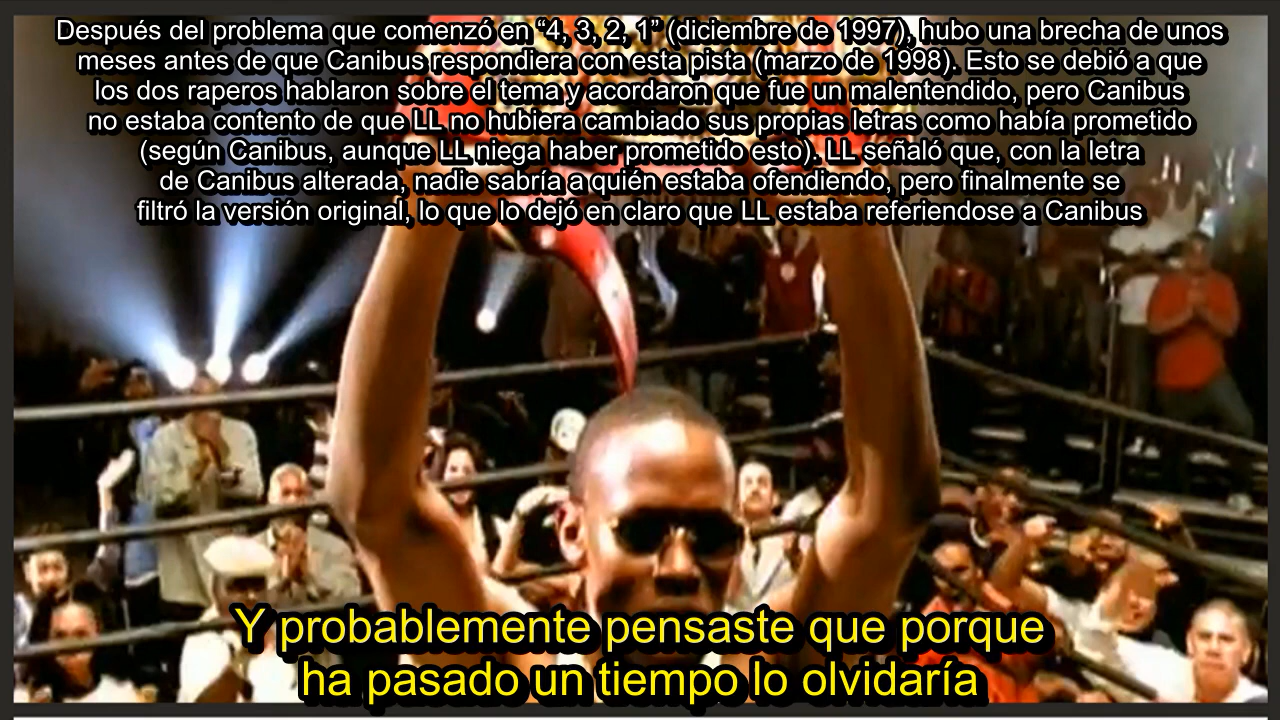 Después del problema que comenzó en “4, 3, 2, 1” (diciembre de 1997), hubo una brecha de unos
meses antes de que Canibus respondiera con esta pista (marzo de 1998). Esto se debió a que
los dos raperos hablaron sobre el tema y acordaron que fue un malentendido, pero Canibus
no estaba contento de que LL no hubiera cambiado sus propias letras como había prometido
(según Canibus, aunque LL niega haber prometido esto). LL señaló que, con la letra
de Canibus alterada, nadie sabría a quién estaba ofendiendo, pero finalmente se
filtró la versión original, lo que lo dejó en claro que LL estaba referiendose a Canibus
Y probablemente pensaste que porque
ha pasado un tiempo lo olvidaría